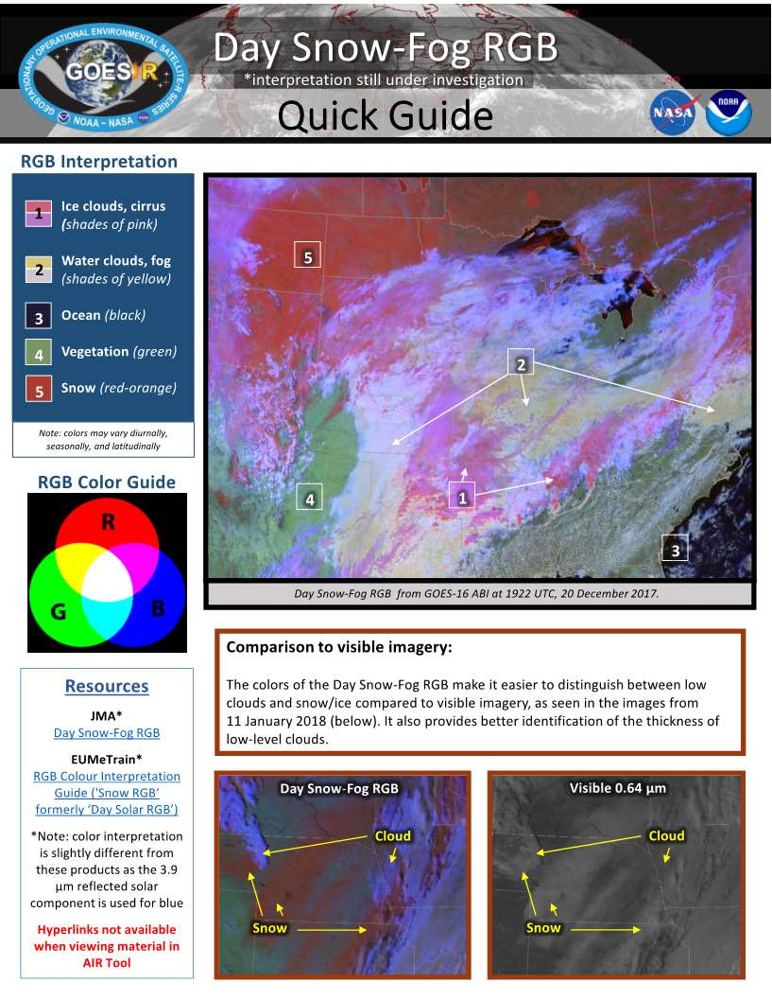 Day Snow-Fog RGB
*interpretation still under investigation
Quick Guide
GEOSTATIONARY OPERATIONAL ENVIRONMENTAL SATELLITE R SERIES
GOES R
NOAA ~ NASA
NASA
NOAA
RGB Interpretation
1
Ice clouds, cirrus
(shades of pink)
2
Water clouds, fog
(shades of yellow)
3
Ocean (black)
4
Vegetation (green)
5
Snow (red-orange)
Note: colors may vary diurnally,
seasonally, and latitudinally
5
2
4
1
3
Day Snow-Fog RGB from GOES-16 ABI at 1922 UTC, 20 December 2017.
RGB Color Guide
R
G
B
Resources
JMA*
Day Snow-Fog RGB
EUMeTrain*
RGB Colour Interpretation
Guide ('Snow RGB'
formerly ‘Day Solar RGB’)
*Note: color interpretation
is slightly different from
these products as the 3.9
µm reflected solar
component is used for blue
Hyperlinks not available
when viewing material in
AIR Tool
Comparison to visible imagery:
The colors of the Day Snow-Fog RGB make it easier to distinguish between low
clouds and snow/ice compared to visible imagery, as seen in the images from
11 January 2018 (below). It also provides better identification of the thickness of
low-level clouds.
Day Snow-Fog RGB
Cloud
Snow
Visible 0.64 µm
Cloud
Snow